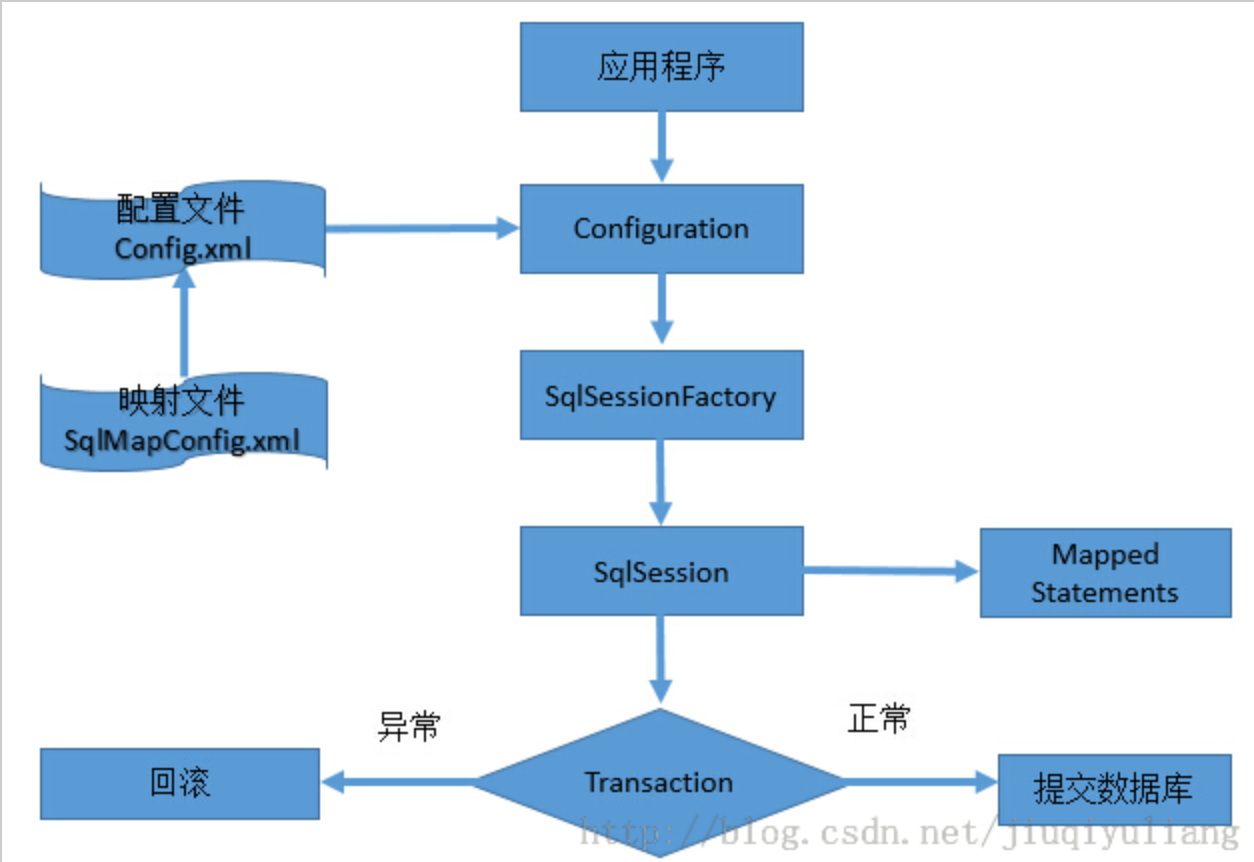 应用程序
配置文件
Config.xml
Configuration
映射文件
SqlMapConfig.xml
SqlSessionFactory
SqlSession
Mapped
Statements
异常
正常
回滚
Transaction
提交数据库
http://blog.csdn.net/jiuqiyuliang